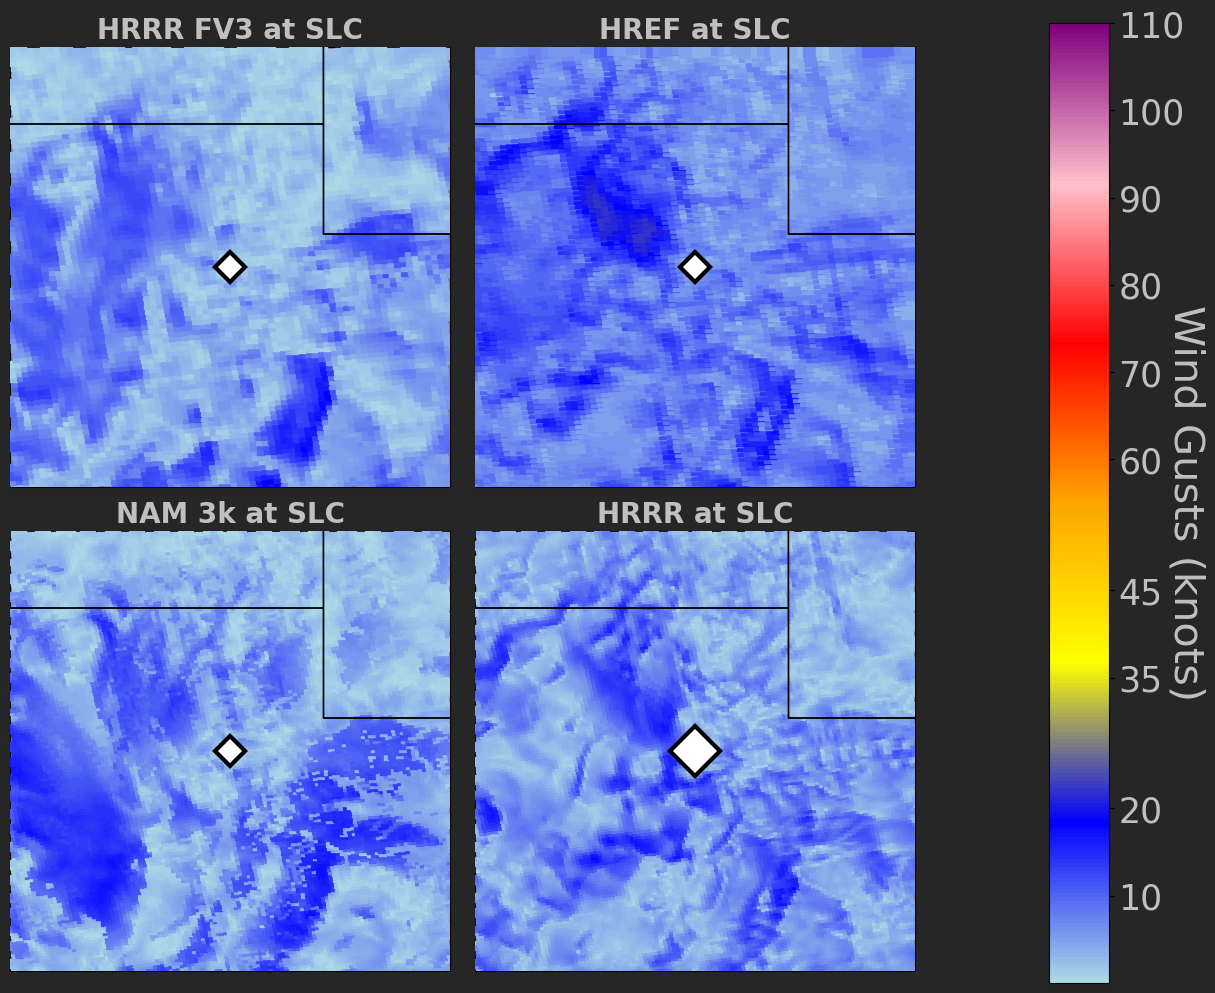 HRRR FV3 at SLC
HREF at SLC
NAM 3k at SLC
HRRR at SLC
110
100
90
80
70
60
45
35
20
10
Wind Gusts (knots)